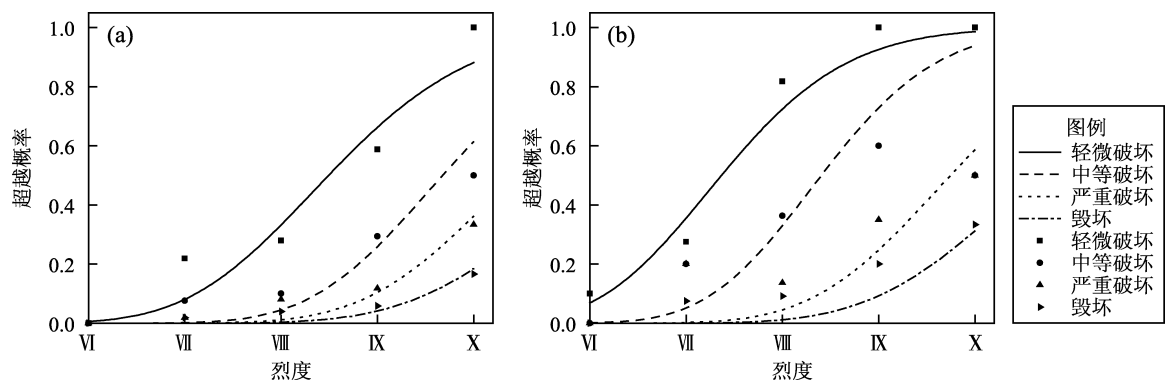 (a)
1.0
0.8
0.6
0.4
0.2
0.0
超越概率
Ⅵ Ⅶ Ⅷ Ⅸ Ⅹ
烈度
(b)
1.0
0.8
0.6
0.4
0.2
0.0
超越概率
Ⅵ Ⅶ Ⅷ Ⅸ Ⅹ
烈度
图例
轻微破坏
中等破坏
严重破坏
毁坏
轻微破坏
中等破坏
严重破坏
毁坏